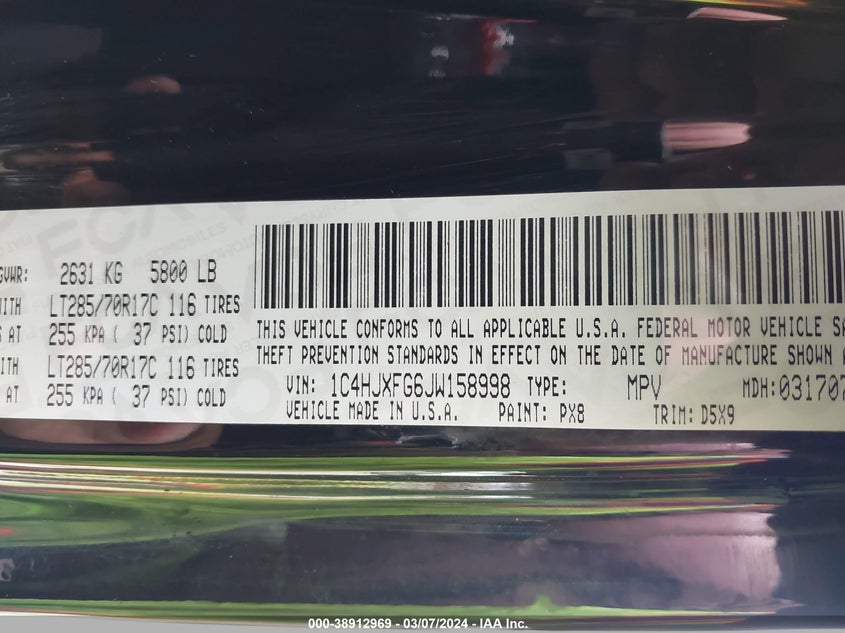 GVWR: 2631 KG 5800 LB
WITH LT285/70R17C 116 TIRES
AT 255 KPA ( 37 PSI) COLD
WITH LT285/70R17C 116 TIRES
AT 255 KPA ( 37 PSI) COLD
THIS VEHICLE CONFORMS TO ALL APPLICABLE U.S.A. FEDERAL MOTOR VEHICLE
THEFT PREVENTION STANDARDS IN EFFECT ON THE DATE OF MANUFACTURE SHOWN
VIN: 1C4HJXFG6JW158998 TYPE: MPV MDH: 031707
VEHICLE MADE IN U.S.A. PAINT: PX8 TRIM: D5X9
000-38912969 - 03/07/2024 - IAA Inc.